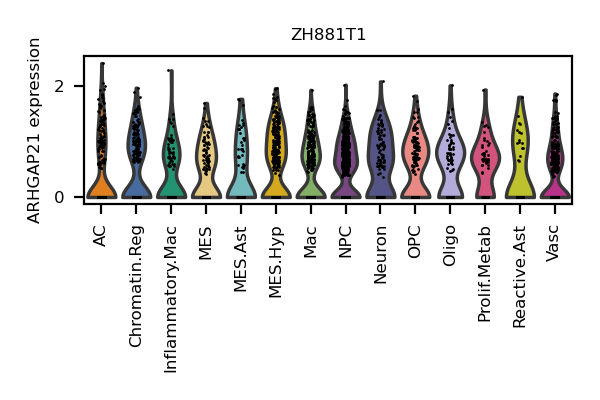 ZH881T1
ARHGAP21 expression
2
0
AC
Chromatin.Reg
Inflammatory.Mac
MES
MES.Ast
MES.Hyp
Mac
NPC
Neuron
OPC
Oligo
Prolif.Metab
Reactive.Ast
Vasc